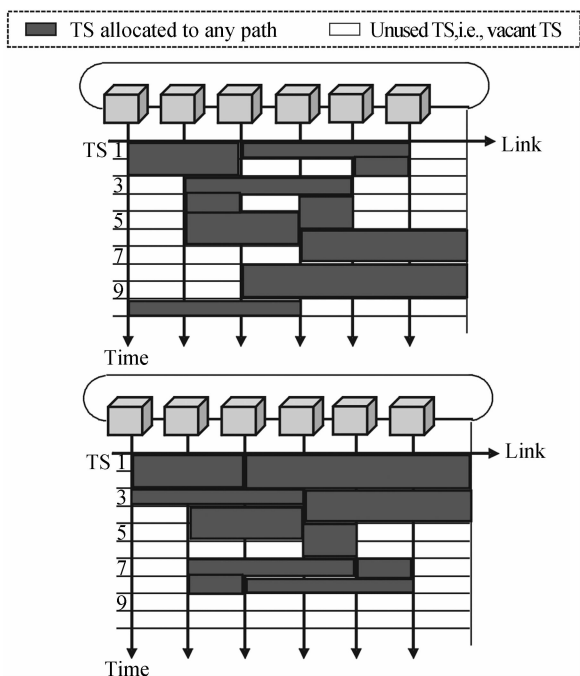 TS allocated to any path
Unused TS,i.e., vacant TS
TS 1
Link
3
5
7
9
Time
TS 1
Link
3
5
7
9
Time